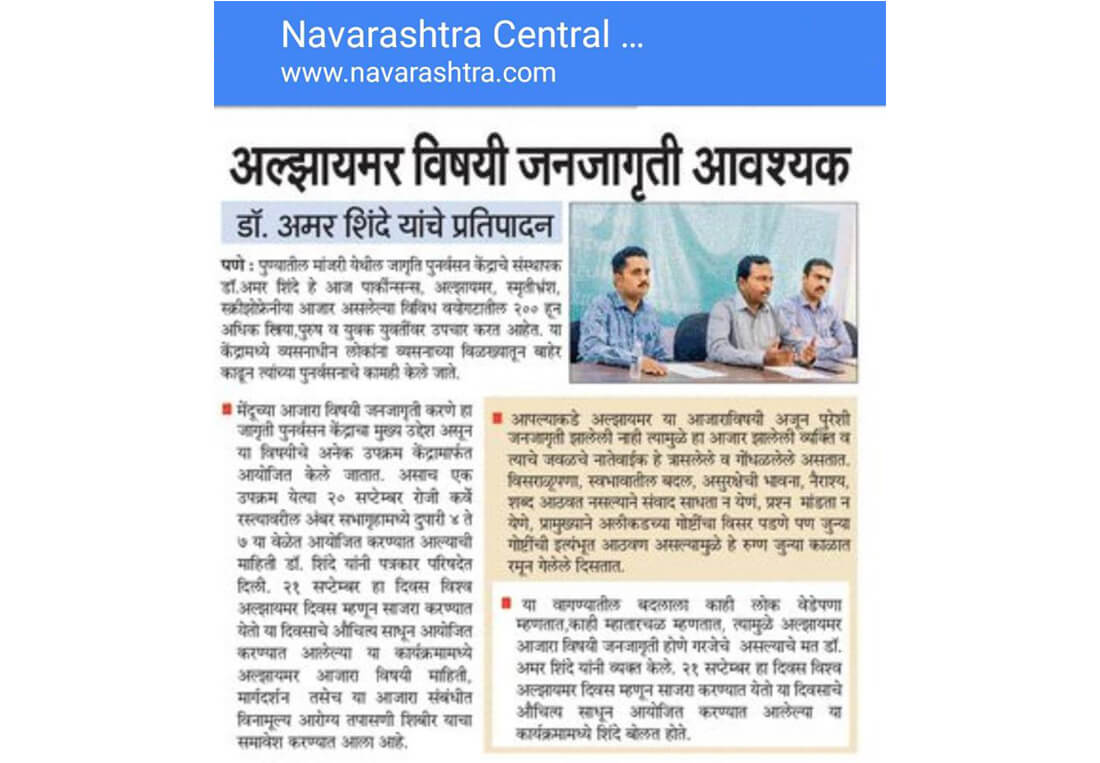 Navarashtra Central ...
www.navarashtra.com
अल्झायमर विषयी जनजागृती आवश्यक
डॉ. अमर शिंदे यांचे प्रतिपादन
पणे : पुण्यातील मांजरी येथील जागृति पुनर्वसन केंद्राचे संस्थापक
डॉ.अमर शिंदे हे आज पार्कीन्सन्स, अल्झायमर, स्मृतीभ्रंश,
स्क्रीझोफ्रेनीया आजार असलेल्या विविध वयोगटातील २०० हून
अधिक स्त्रिया,पुरुष व युवक युवतींवर उपचार करत आहेत. या
केंद्रामध्ये व्यसनाधीन लोकांना व्यसनाच्या विळख्यातून बाहेर
काढून त्यांच्या पुनर्वसनाचे कामही केले जाते.
मेंदूच्या आजारा विषयी जनजागृती करणे हा
जागृती पुनर्वसन केंद्राचा मुख्य उद्देश असून
या विषयीचे अनेक उपक्रम केंद्रामार्फत
आयोजित केले जातात. असाच एक
उपक्रम येत्या २० सप्टेंबर रोजी कर्वे
रस्त्यावरील अंबर सभागृहामध्ये दुपारी ४ ते
७ या वेळेत आयोजित करण्यात आल्याची
माहिती डॉ. शिंदे यांनी पत्रकार परिषदेत
दिली. २१ सप्टेंबर हा दिवस विश्व
अल्झायमर दिवस म्हणून साजरा करण्यात
येतो या दिवसाचे औचित्य साधून आयोजित
करण्यात आलेल्या या कार्यक्रमामध्ये
अल्झायमर आजारा विषयी माहिती,
मार्गदर्शन तसेच या आजारा संबंधीत
विनामूल्य आरोग्य तपासणी शिबीर याचा
समावेश करण्यात आला आहे.
आपल्याकडे अल्झायमर या आजाराविषयी अजून पुरेशी
जनजागृती झालेली नाही त्यामुळे हा आजार झालेली व्यक्ति व
त्याचे जवळचे नातेवाईक हे त्रासलेले व गोंधळलेले असतात.
विसराळूपणा, स्वभावातील बदल, असुरक्षेची भावना, नैराश्य,
शब्द आठवत नसल्याने संवाद साधता न येणं, प्रश्न मांडता न
येणे, प्रामुख्याने अलीकडच्या गोष्टींचा विसर पडणे पण जुन्या
गोष्टींची इत्यंभूत आठवण असल्यामुळे हे रुग्ण जुन्या काळात
रमून गेलेले दिसतात.
या वागण्यातील बदलाला काही लोक वेडेपणा
म्हणतात,काही म्हातारचळ म्हणतात, त्यामुळे अल्झायमर
आजारा विषयी जनजागृती होणे गरजेचे असल्याचे मत डॉ.
अमर शिंदे यांनी व्यक्त केले. २१ सप्टेंबर हा दिवस विश्व
अल्झायमर दिवस म्हणून साजरा करण्यात येतो या दिवसाचे
औचित्य साधून आयोजित करण्यात आलेल्या या
कार्यक्रमामध्ये शिंदे बोलत होते.